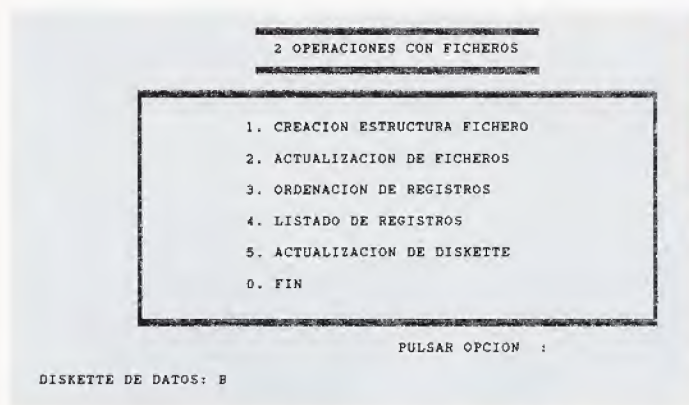 2 OPERACIONES CON FICHEROS
1. CREACION ESTRUCTURA FICHERO
2. ACTUALIZACION DE FICHEROS
3. ORDENACION DE REGISTROS
4. LISTADO DE REGISTROS
5. ACTUALIZACION DE DISKETTE
0. FIN
PULSAR OPCION :
DISKETTE DE DATOS: B